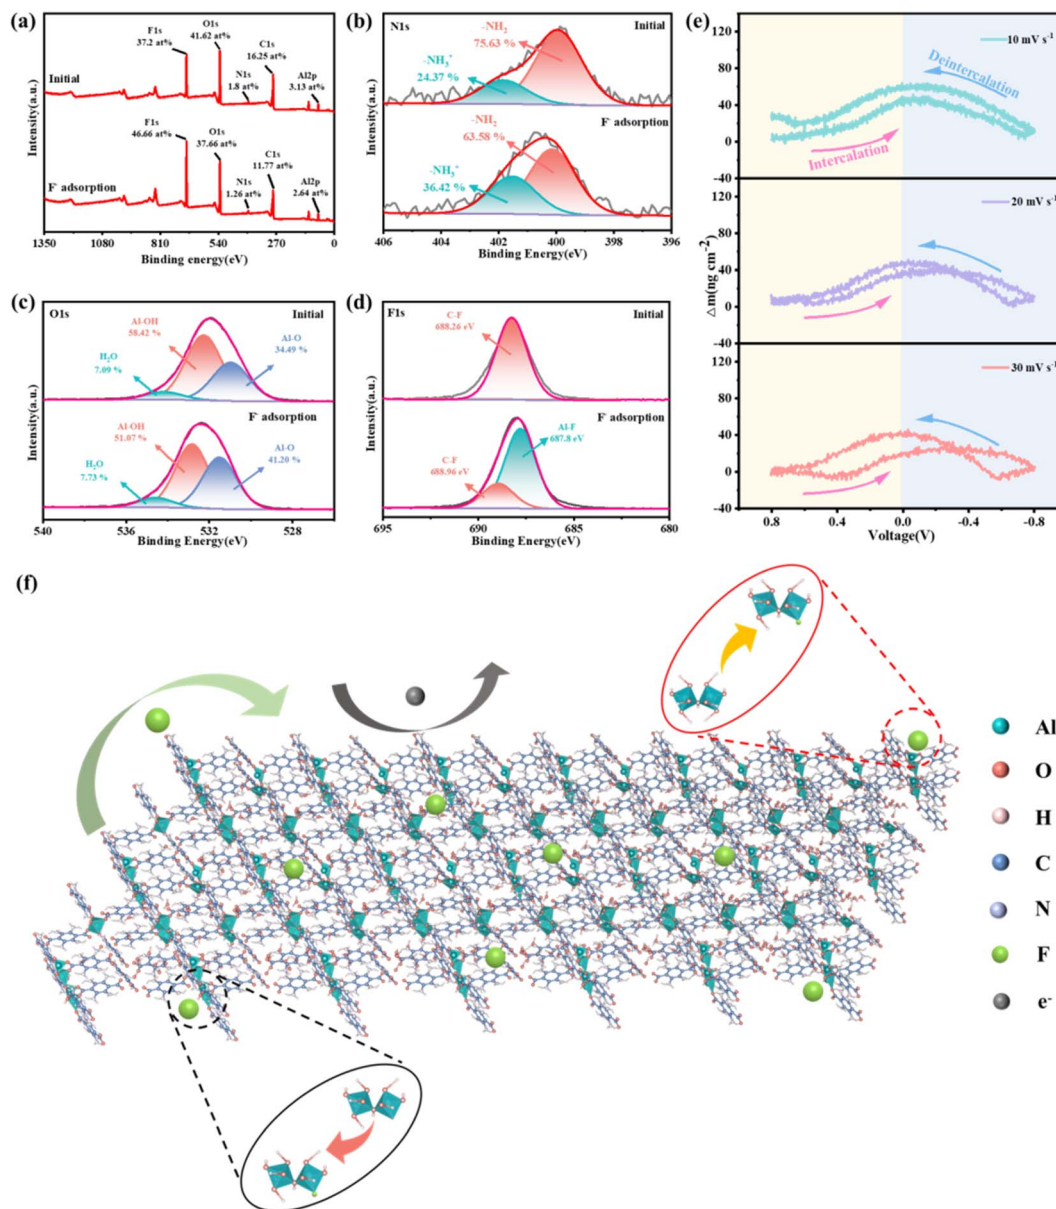 (a)
F1s
37.2 at%
O1s
41.62 at%
C1s
16.25 at%
N1s
1.8 at%
Al2p
3.13 at%
Initial
F1s
46.66 at%
O1s
37.66 at%
C1s
11.77 at%
N1s
1.26 at%
Al2p
2.64 at%
F⁻ adsorption
Intensity(a.u.)
1350 1080 810 540 270 0
Binding energy(eV)
(b)
N1s
Initial
-NH₂
75.63 %
-NH₃⁺
24.37 %
F⁻ adsorption
-NH₂
63.58 %
-NH₃⁺
36.42 %
Intensity(a.u.)
406 404 402 400 398 396
Binding Energy(eV)
(c)
O1s
Initial
Al-OH
58.42 %
Al-O
34.49 %
H₂O
7.09 %
F⁻ adsorption
Al-OH
51.07 %
Al-O
41.20 %
H₂O
7.73 %
Intensity(a.u.)
540 536 532 528
Binding Energy(eV)
(d)
F1s
Initial
C-F
688.26 eV
F⁻ adsorption
Al-F
687.8 eV
C-F
688.96 eV
Intensity(a.u.)
695 690 685 680
Binding Energy(eV)
(e)
120
80
40
0
-40
10 mV s⁻¹
Deintercalation
Intercalation
120
80
40
0
-40
20 mV s⁻¹
120
80
40
0
-40
30 mV s⁻¹
△m(ng cm⁻²)
0.8 0.4 0.0 -0.4 -0.8
Voltage(V)
(f)
Al
O
H
C
N
F
e⁻